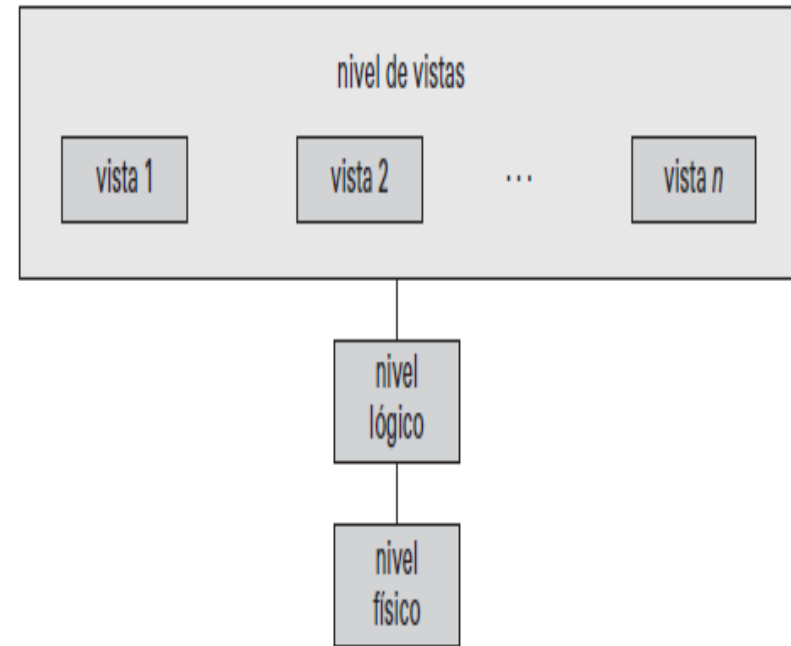 nivel de vistas
vista 1
vista 2
...
vista n
nivel
lógico
nivel
físico